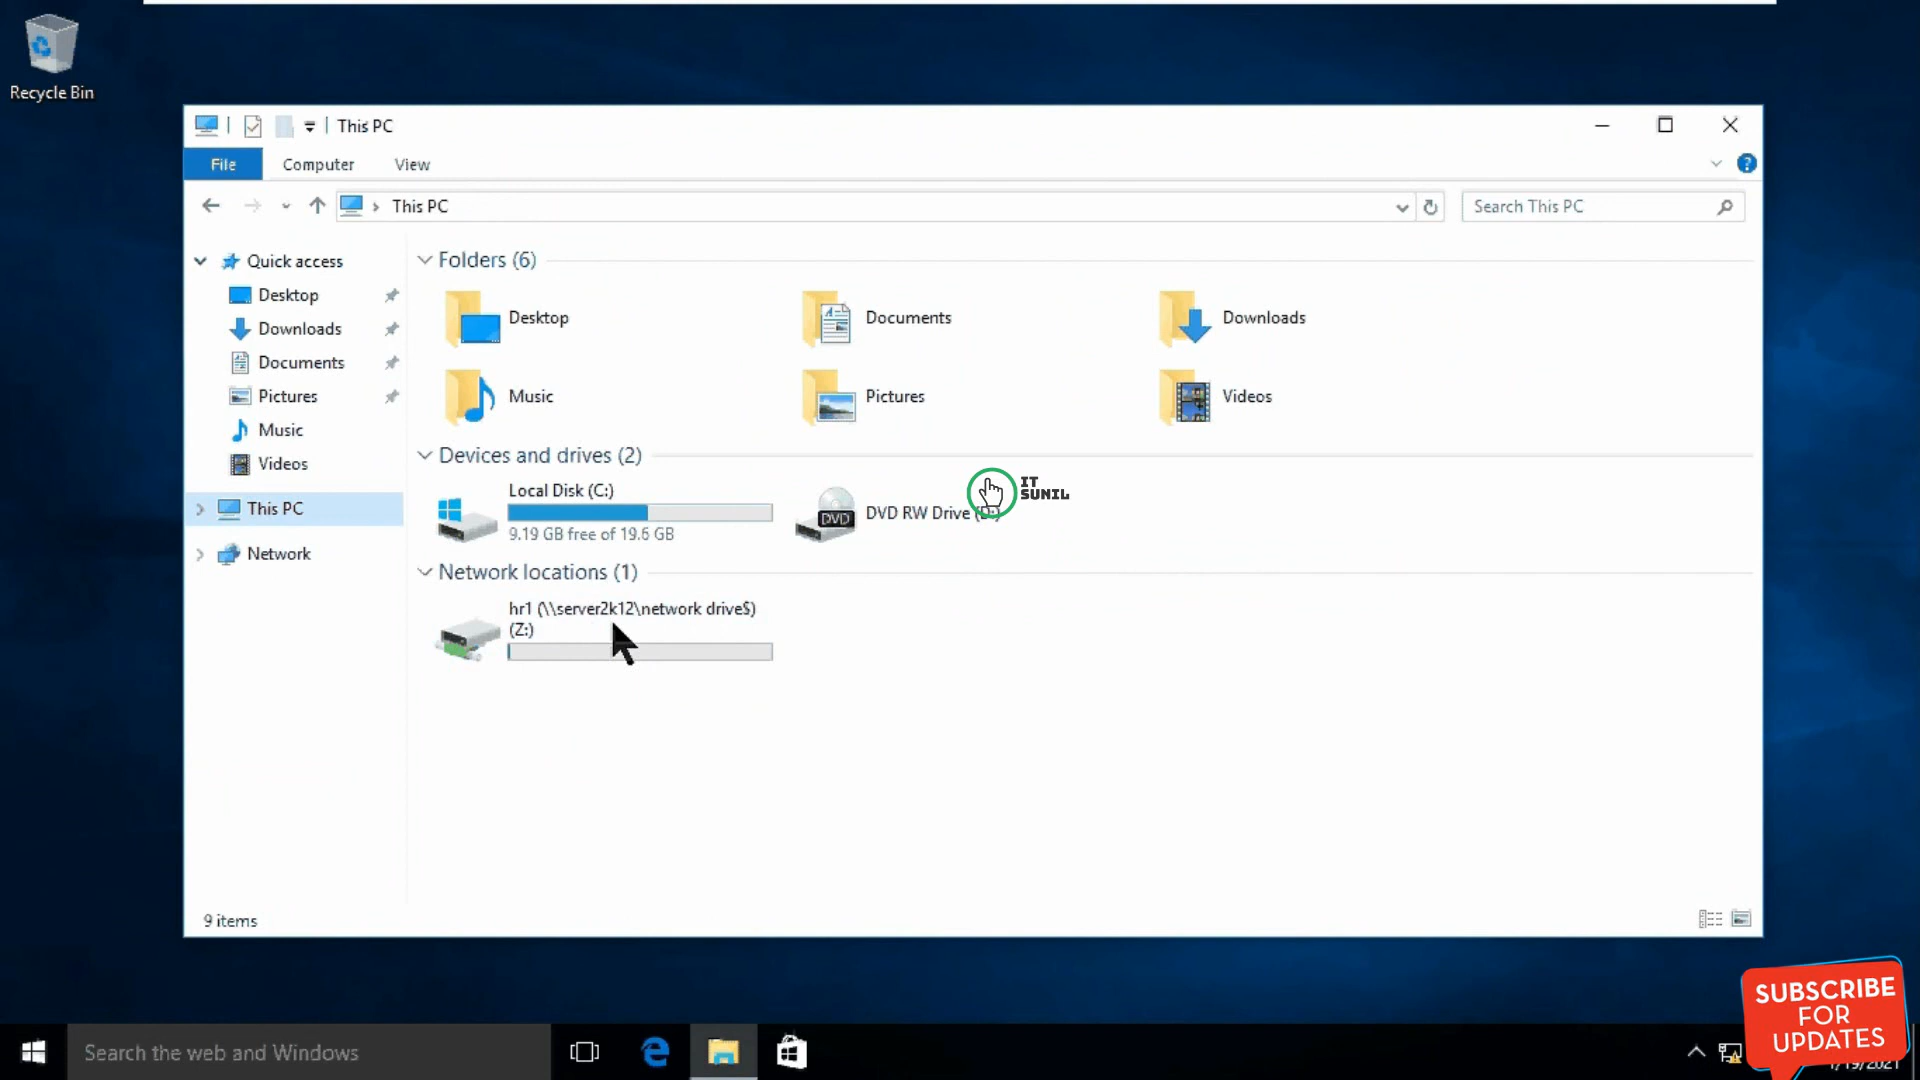 Recycle Bin
This PC
File Computer View
This PC
Search This PC
Quick access
Desktop
Downloads
Documents
Pictures
Music
Videos
This PC
Network
Folders (6)
Desktop
Documents
Downloads
Music
Pictures
Videos
Devices and drives (2)
Local Disk (C:)
9.19 GB free of 19.6 GB
DVD
DVD RW Drive (D:)
IT
SUNIL
Network locations (1)
hr1 (\\server2k12\network drive$)
(Z:)
9 items
Search the web and Windows
SUBSCRIBE
FOR
UPDATES